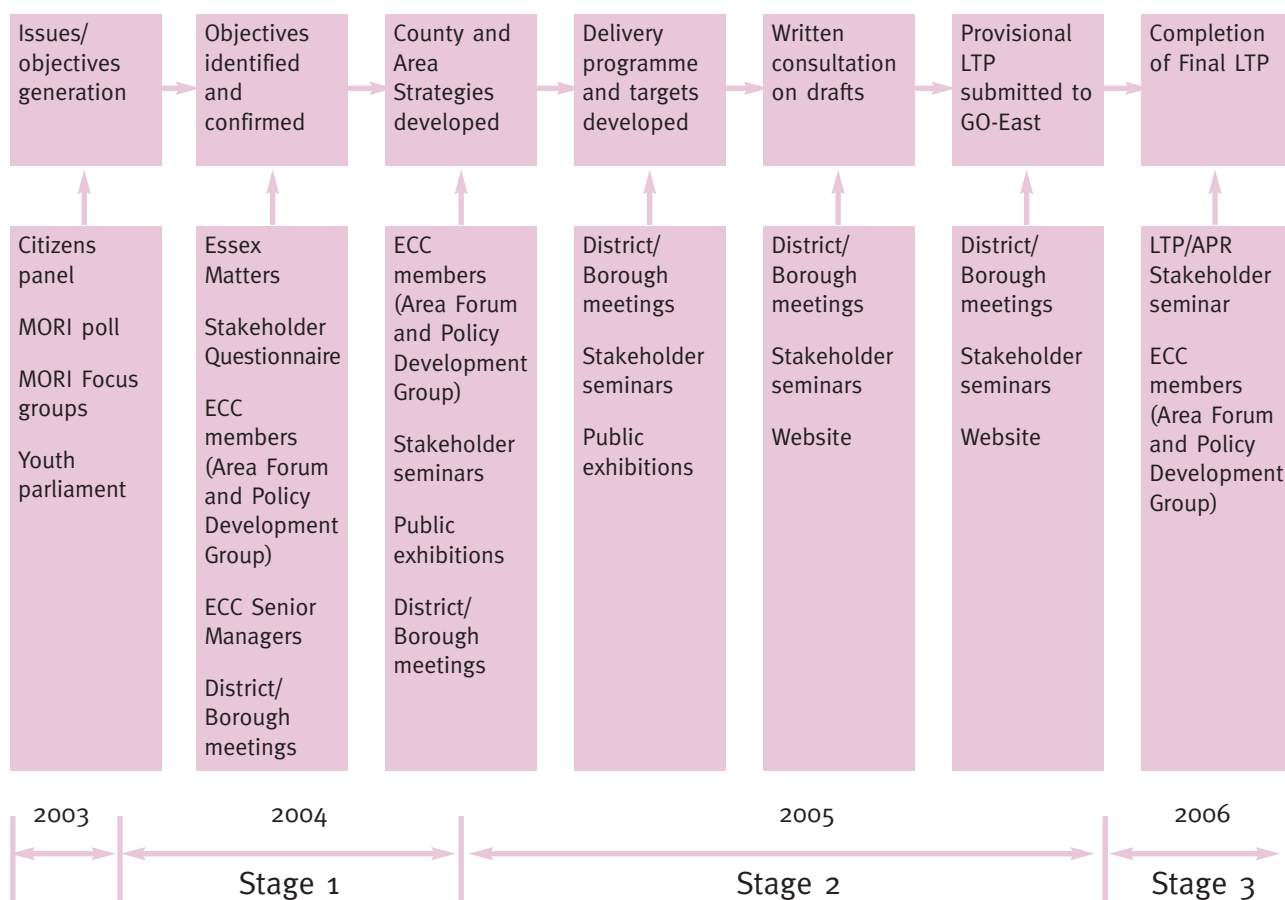 Issues/
objectives
generation
Objectives
identified
and
confirmed
County and
Area
Strategies
developed
Delivery
programme
and targets
developed
Written
consultation
on drafts
Provisional
LTP
submitted to
GO-East
Completion
of Final LTP
Citizens
panel
MORI poll
MORI Focus
groups
Youth
parliament
Essex
Matters
Stakeholder
Questionnaire
ECC
members
(Area Forum
and Policy
Development
Group)
ECC Senior
Managers
District/
Borough
meetings
ECC
members
(Area Forum
and Policy
Development
Group)
Stakeholder
seminars
Public
exhibitions
District/
Borough
meetings
District/
Borough
meetings
Stakeholder
seminars
Public
exhibitions
District/
Borough
meetings
Stakeholder
seminars
Website
District/
Borough
meetings
Stakeholder
seminars
Website
LTP/APR
Stakeholder
seminar
ECC
members
(Area Forum
and Policy
Development
Group)
2003
2004
2005
2006
Stage 1
Stage 2
Stage 3